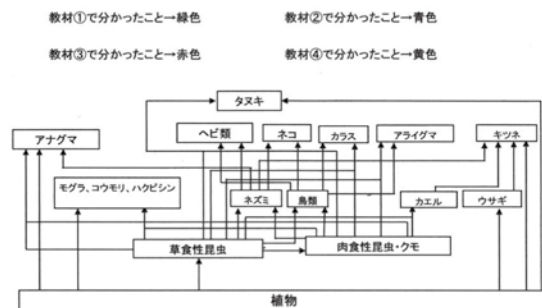 教材①で分かったこと→緑色
教材②で分かったこと→青色
教材③で分かったこと→赤色
教材④で分かったこと→黄色
タヌキ
アナグマ
ヘビ類
ネコ
カラス
アライグマ
キツネ
モグラ、コウモリ、ハクビシン
ネズミ
鳥類
カエル
ウサギ
草食性昆虫
肉食性昆虫・クモ
植物